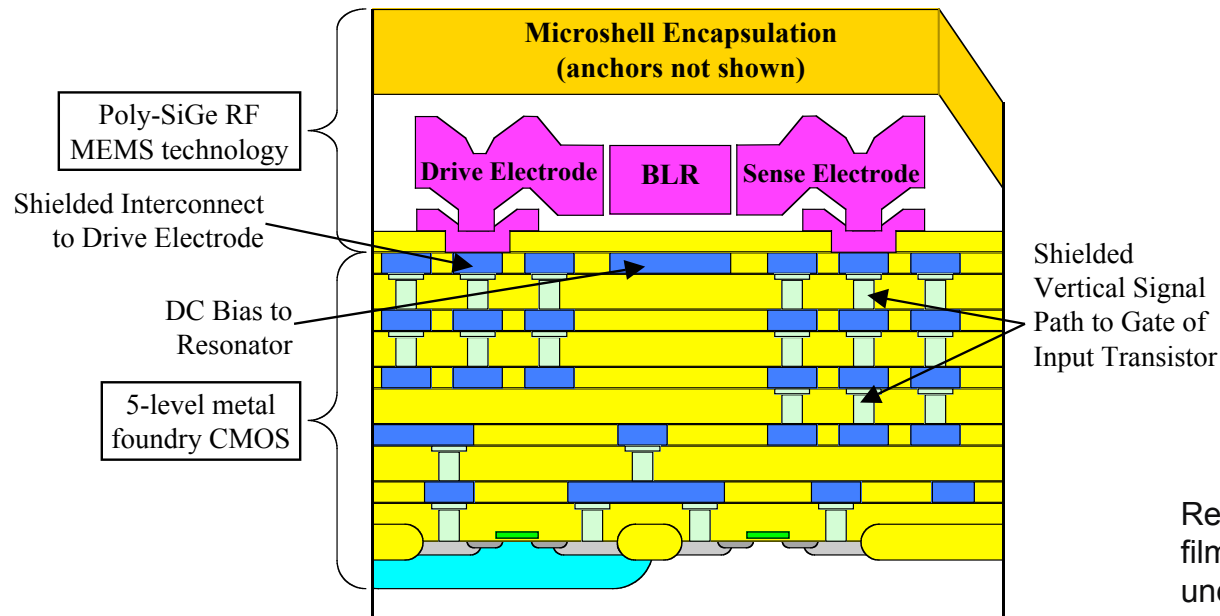 Microshell Encapsulation
(anchors not shown)
Poly-SiGe RF
MEMS technology
Drive Electrode
BLR
Sense Electrode
Shielded Interconnect
to Drive Electrode
DC Bias to
Resonator
Shielded
Vertical Signal
Path to Gate of
Input Transistor
5-level metal
foundry CMOS
Re
film
und